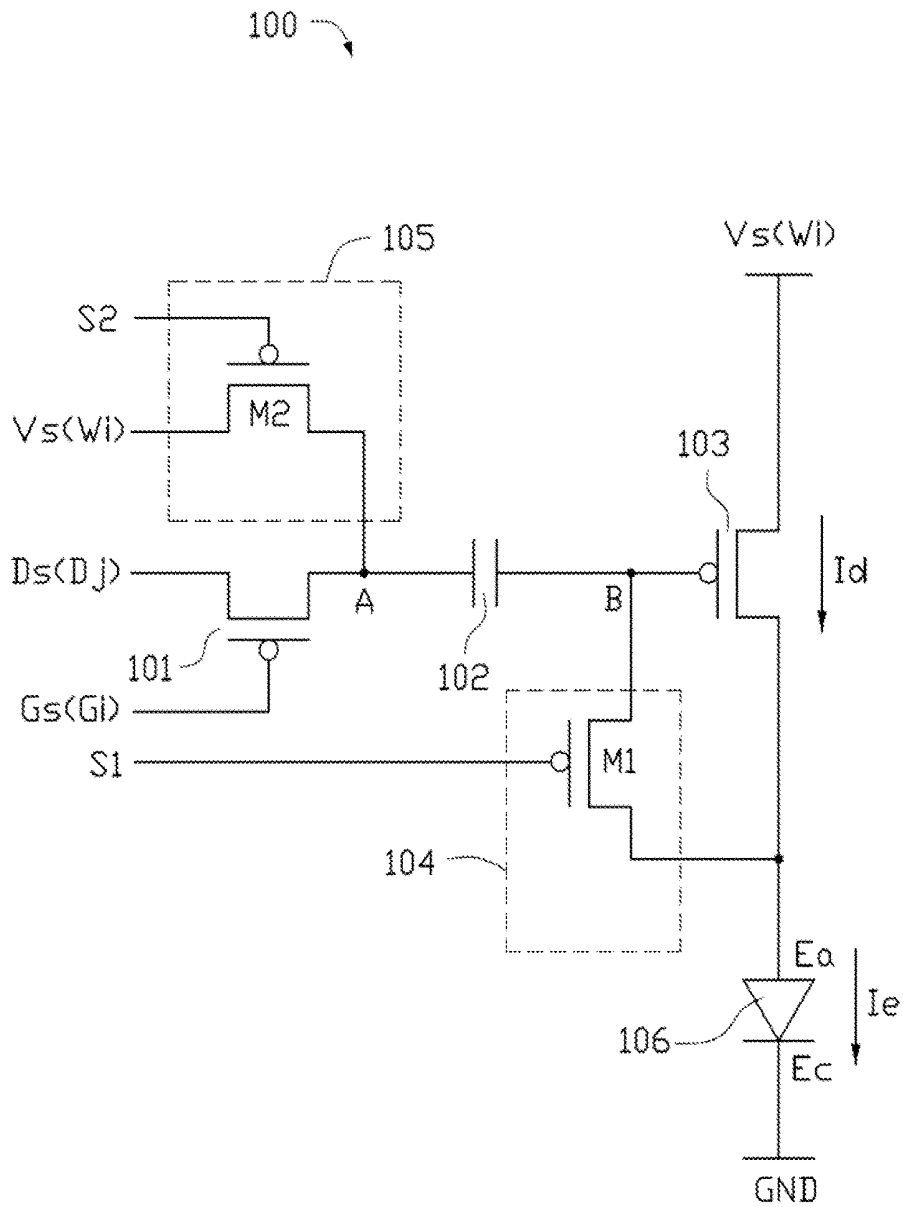 100
105
Vs(Wi)
S2
M2
Vs(Wi)
103
Ds(Dj)
A
B
Id
101
102
Gs(Gi)
S1
M1
104
Ea
Ie
106
Ec
GND